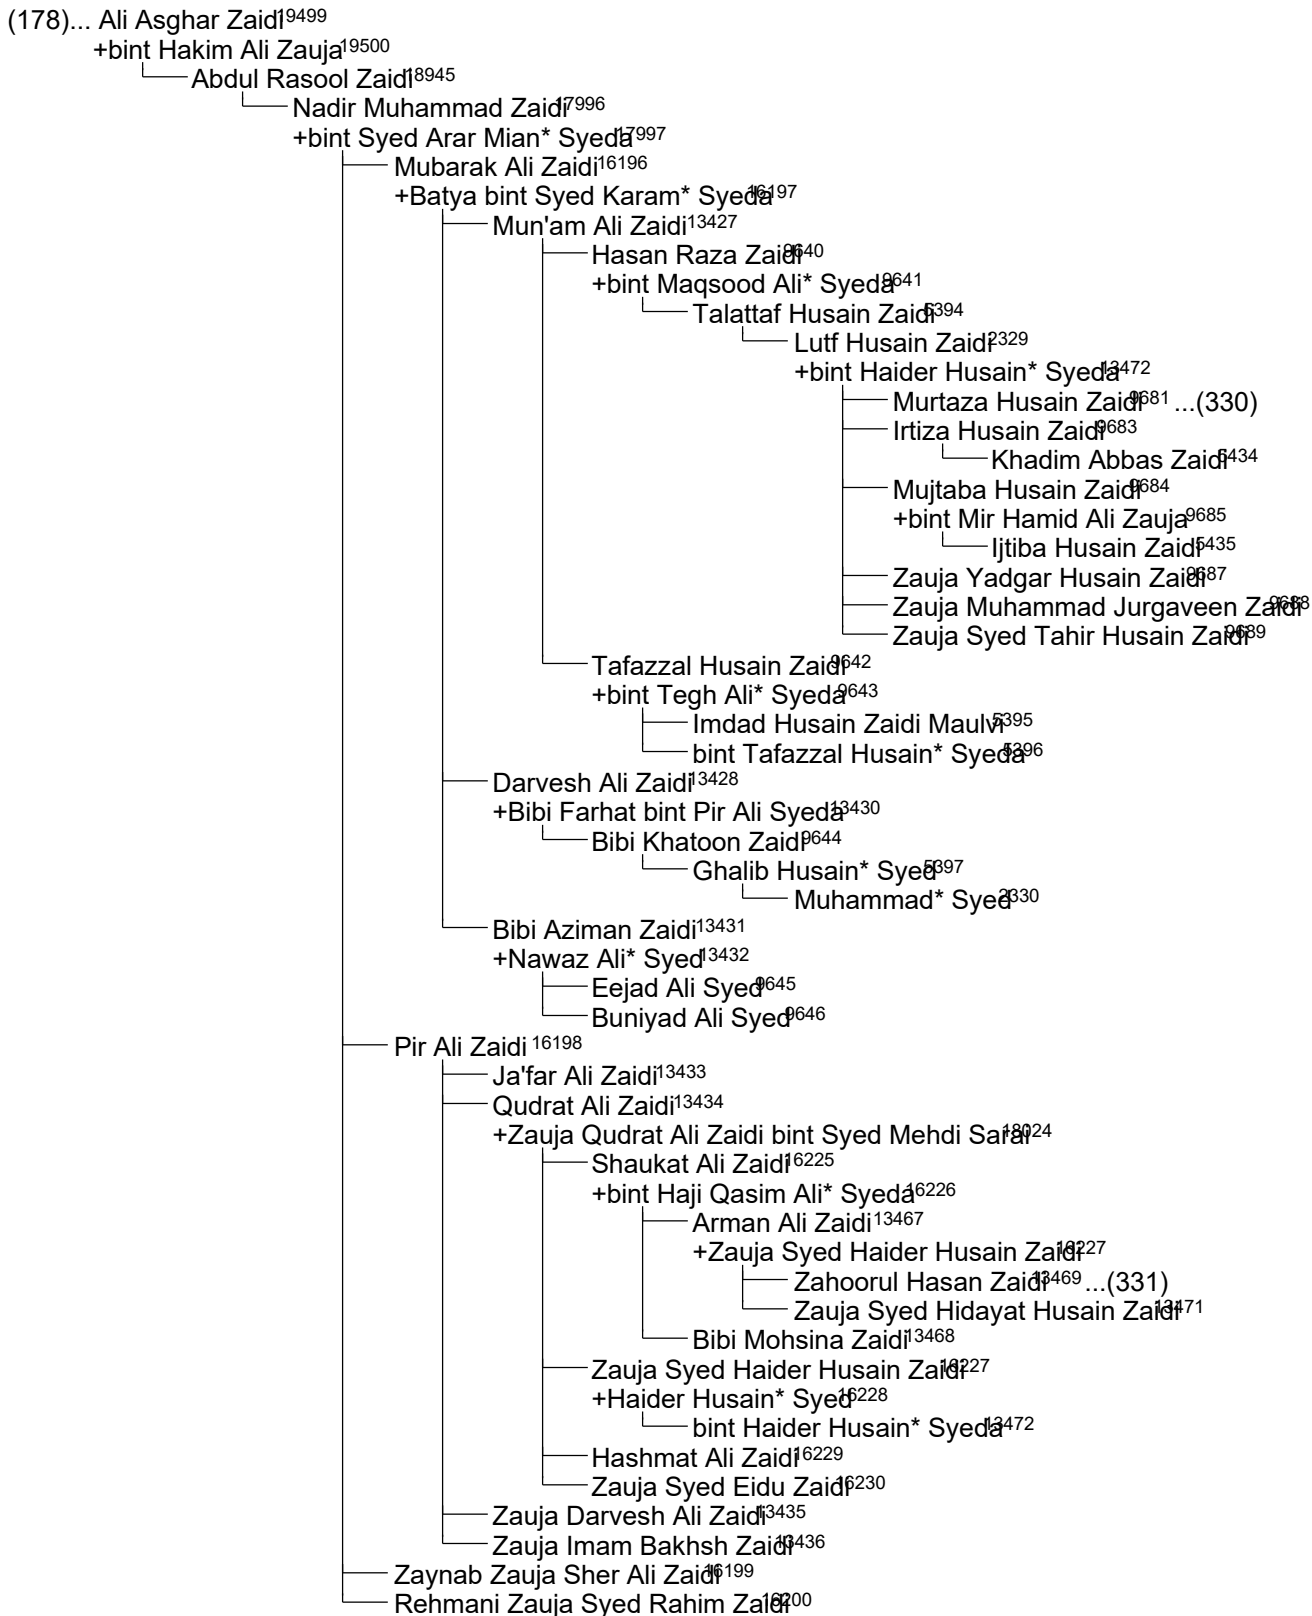 (178)... Ali Asghar Zaidi19499
+bint Hakim Ali Zauja19500
Abdul Rasool Zaidi18945
Nadir Muhammad Zaidi17996
+bint Syed Arar Mian* Syeda17997
Mubarak Ali Zaidi16196
+Batya bint Syed Karam* Syeda16197
Mun'am Ali Zaidi13427
Hasan Raza Zaidi9640
+bint Maqsood Ali* Syeda9641
Talattaf Husain Zaidi5394
Lutf Husain Zaidi2329
+bint Haider Husain* Syeda13472
Murtaza Husain Zaidi9681 ...(330)
Irtiza Husain Zaidi9683
Khadim Abbas Zaidi5434
Mujtaba Husain Zaidi9684
+bint Mir Hamid Ali Zauja9685
Ijtiba Husain Zaidi5435
Zauja Yadgar Husain Zaidi9687
Zauja Muhammad Jurgaveen Zaidi9688
Zauja Syed Tahir Husain Zaidi9689
Tafazzal Husain Zaidi9642
+bint Tegh Ali* Syeda9643
Imdad Husain Zaidi Maulvi5395
bint Tafazzal Husain* Syeda5396
Darvesh Ali Zaidi13428
+Bibi Farhat bint Pir Ali Syeda13430
Bibi Khatoon Zaidi9644
Ghalib Husain* Syed5397
Muhammad* Syed2330
Bibi Aziman Zaidi13431
+Nawaz Ali* Syed13432
Eejad Ali Syed9645
Buniyad Ali Syed9646
Pir Ali Zaidi16198
Ja'far Ali Zaidi13433
Qudrat Ali Zaidi13434
+Zauja Qudrat Ali Zaidi bint Syed Mehdi Sarai18024
Shaukat Ali Zaidi16225
+bint Haji Qasim Ali* Syeda16226
Arman Ali Zaidi13467
+Zauja Syed Haider Husain Zaidi16227
Zahoorul Hasan Zaidi13469 ...(331)
Zauja Syed Hidayat Husain Zaidi13471
Bibi Mohsina Zaidi13468
Zauja Syed Haider Husain Zaidi16227
+Haider Husain* Syed16228
bint Haider Husain* Syeda13472
Hashmat Ali Zaidi16229
Zauja Syed Eidu Zaidi16230
Zauja Darvesh Ali Zaidi13435
Zauja Imam Bakhsh Zaidi13436
Zaynab Zauja Sher Ali Zaidi16199
Rehmani Zauja Syed Rahim Zaidi16200